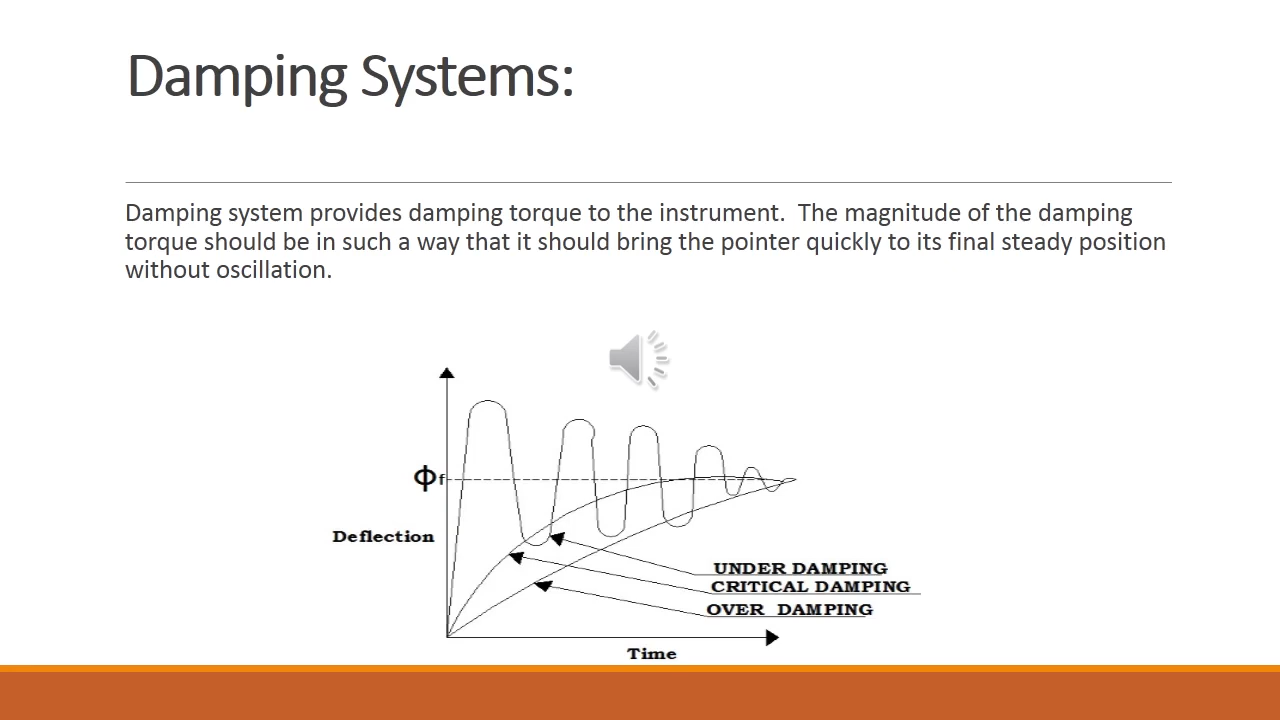 Damping Systems:
Damping system provides damping torque to the instrument.  The magnitude of the damping
torque should be in such a way that it should bring the pointer quickly to its final steady position
without oscillation.
Φf
Deflection
UNDER DAMPING
CRITICAL DAMPING
OVER  DAMPING
Time